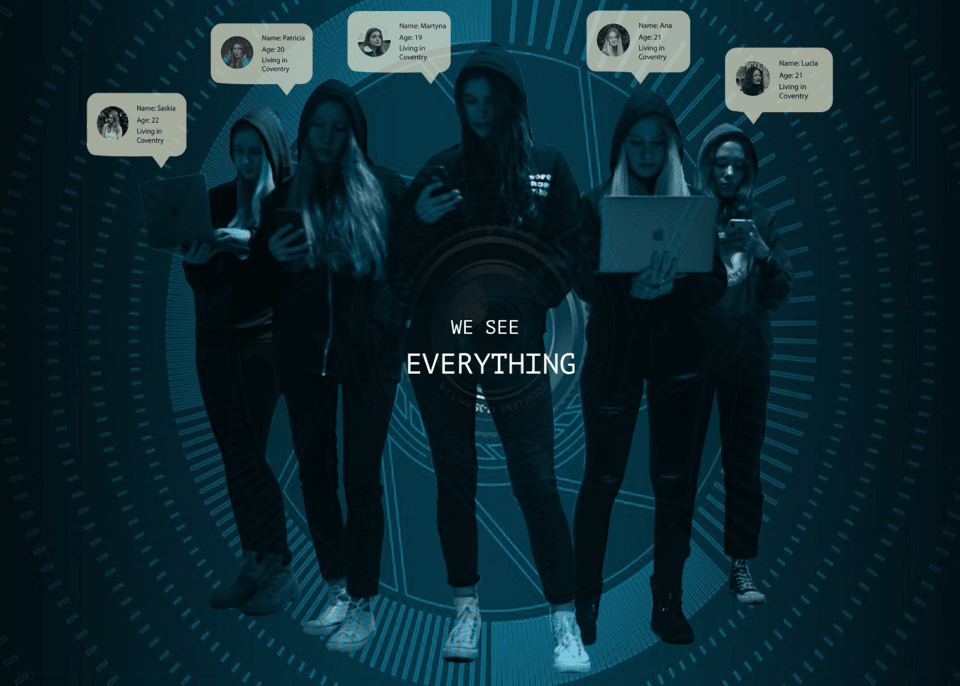 Name: Saskia
Age: 22
Living in
Coventry
Name: Patricia
Age: 20
Living in
Coventry
Name: Martyna
Age: 19
Living in
Coventry
Name: Ana
Age: 21
Living in
Coventry
Name: Lucia
Age: 21
Living in
Coventry
WE SEE
EVERYTHING